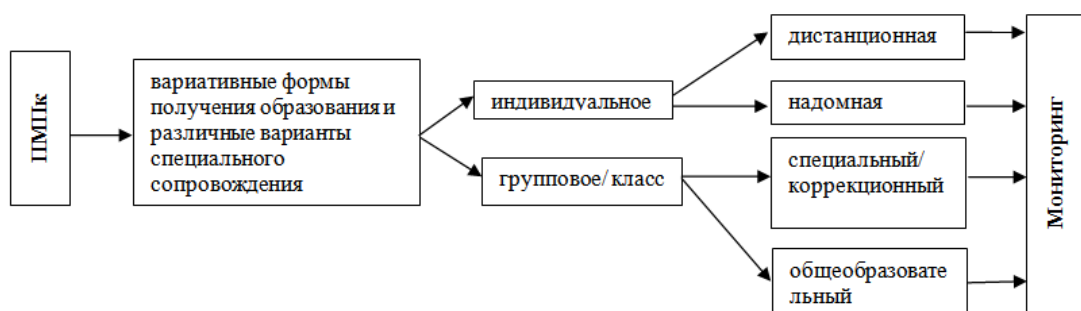 ПМПк
вариативные формы
получения образования и
различные варианты
специального
сопровождения
индивидуальное
групповое/класс
дистанционная
надомная
специальный/
коррекционный
общеобразовате
льный
Мониторинг